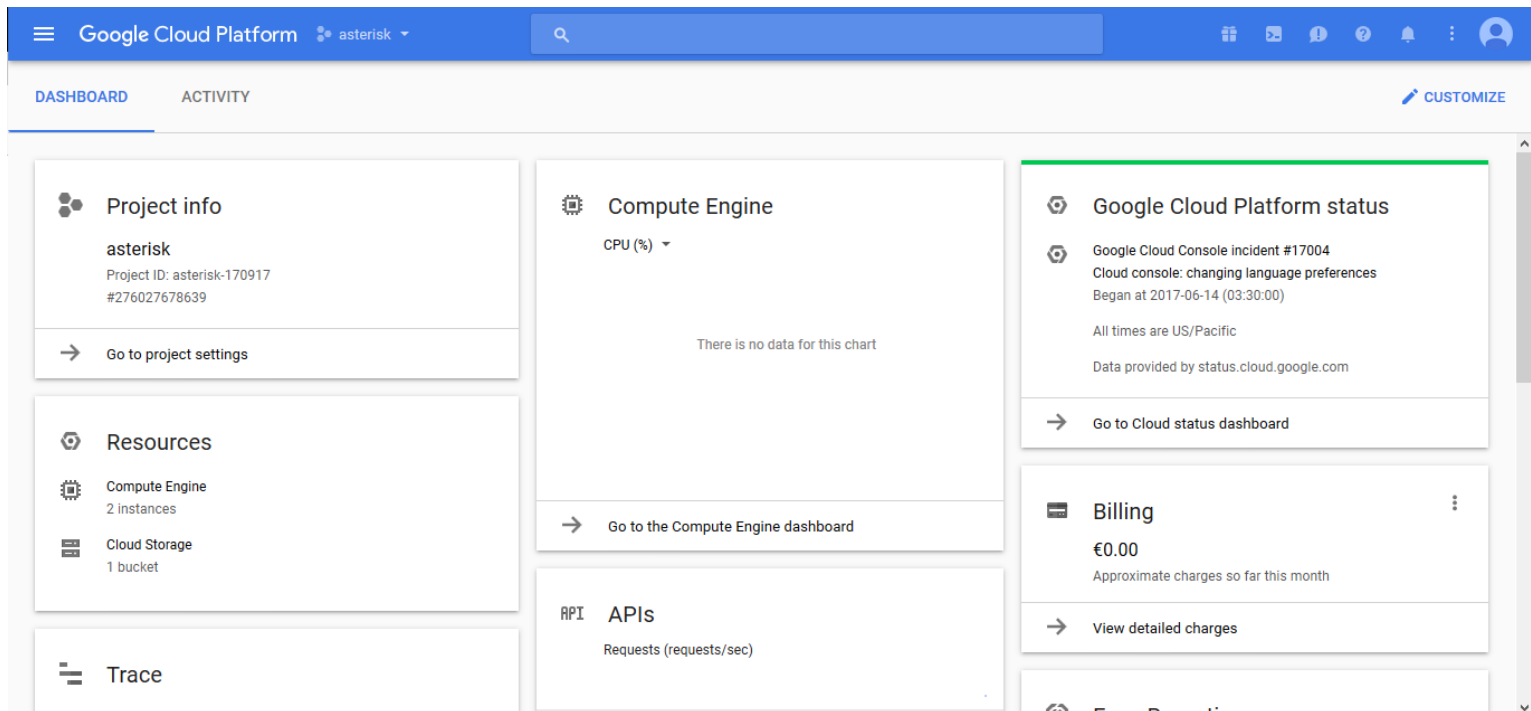 Google Cloud Platform asterisk
DASHBOARD ACTIVITY CUSTOMIZE
Project info
asterisk
Project ID: asterisk-170917
#276027678639
Go to project settings
Resources
Compute Engine
2 instances
Cloud Storage
1 bucket
Trace
Compute Engine
CPU (%)
There is no data for this chart
Go to the Compute Engine dashboard
API APIs
Requests (requests/sec)
Google Cloud Platform status
Google Cloud Console incident #17004
Cloud console: changing language preferences
Began at 2017-06-14 (03:30:00)
All times are US/Pacific
Data provided by status.cloud.google.com
Go to Cloud status dashboard
Billing
€0.00
Approximate charges so far this month
View detailed charges